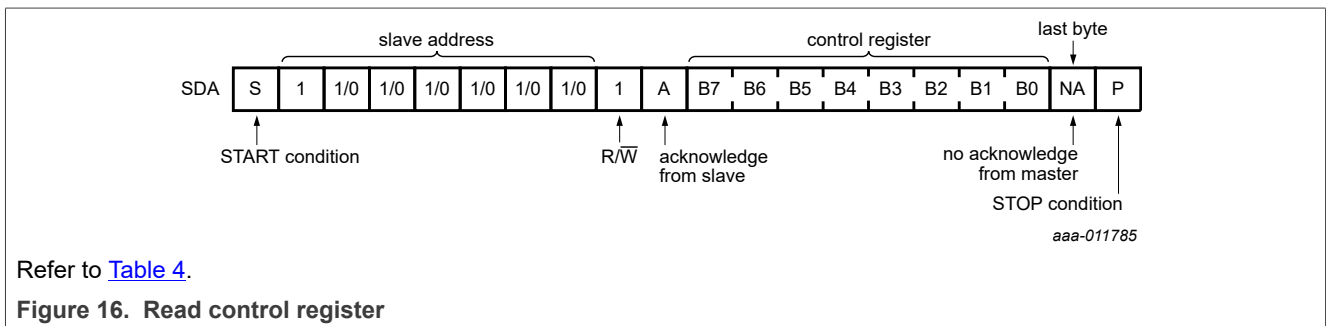 slave address
control register
last byte
SDA S 1 1/0 1/0 1/0 1/0 1/0 1/0 1 A B7 B6 B5 B4 B3 B2 B1 B0 NA P
START condition
R/W̅
acknowledge
from slave
no acknowledge
from master
STOP condition
aaa-011785
Refer to Table 4.
Figure 16. Read control register